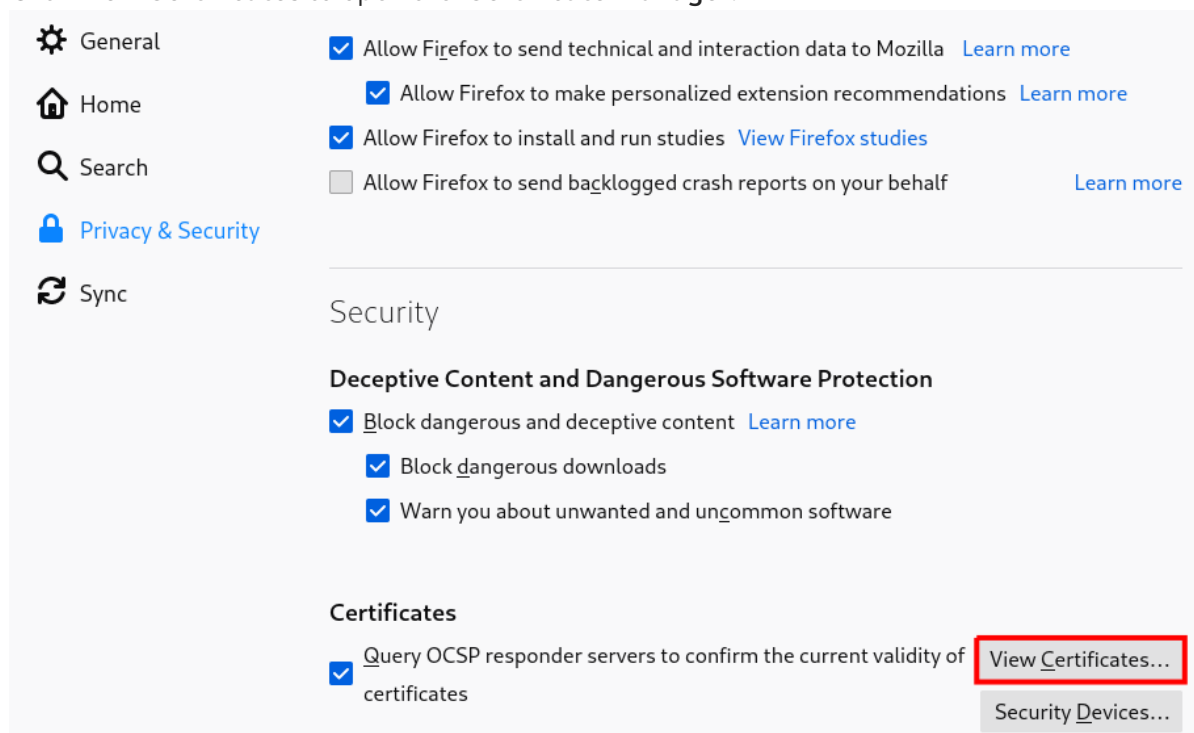 General
Home
Search
Privacy & Security
Sync
Allow Firefox to send technical and interaction data to Mozilla Learn more
Allow Firefox to make personalized extension recommendations Learn more
Allow Firefox to install and run studies View Firefox studies
Allow Firefox to send backlogged crash reports on your behalf Learn more
Security
Deceptive Content and Dangerous Software Protection
Block dangerous and deceptive content Learn more
Block dangerous downloads
Warn you about unwanted and uncommon software
Certificates
Query OCSP responder servers to confirm the current validity of
certificates
View Certificates...
Security Devices...